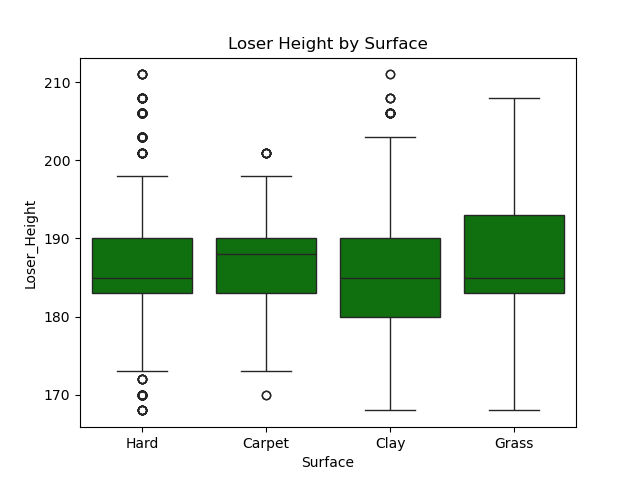 Loser Height by Surface
Loser_Height
210
200
190
180
170
Hard Carpet Clay Grass
Surface